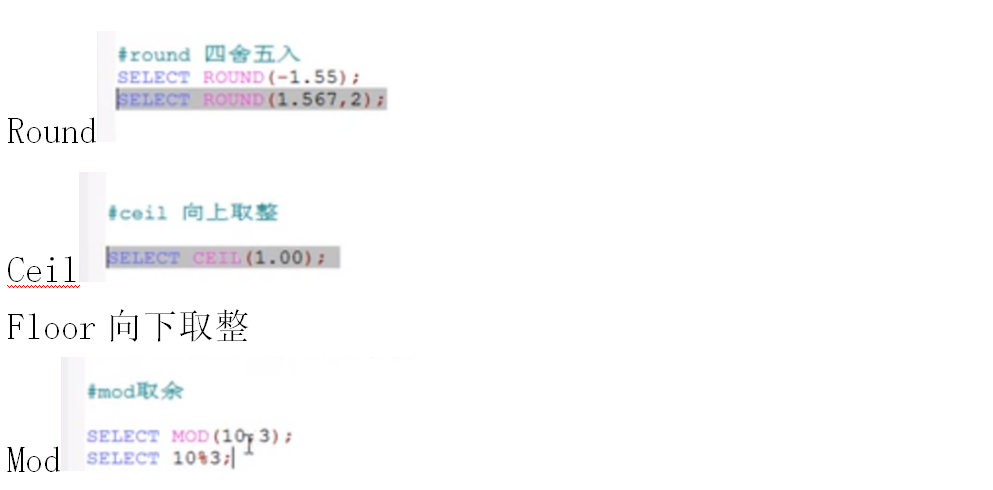 #round 四舍五入
SELECT ROUND(-1.55);
SELECT ROUND(1.567,2);
Round
#ceil 向上取整
SELECT CEIL(1.00);
Ceil
Floor 向下取整
#mod取余
SELECT MOD(10,3);
SELECT 10%3;
Mod